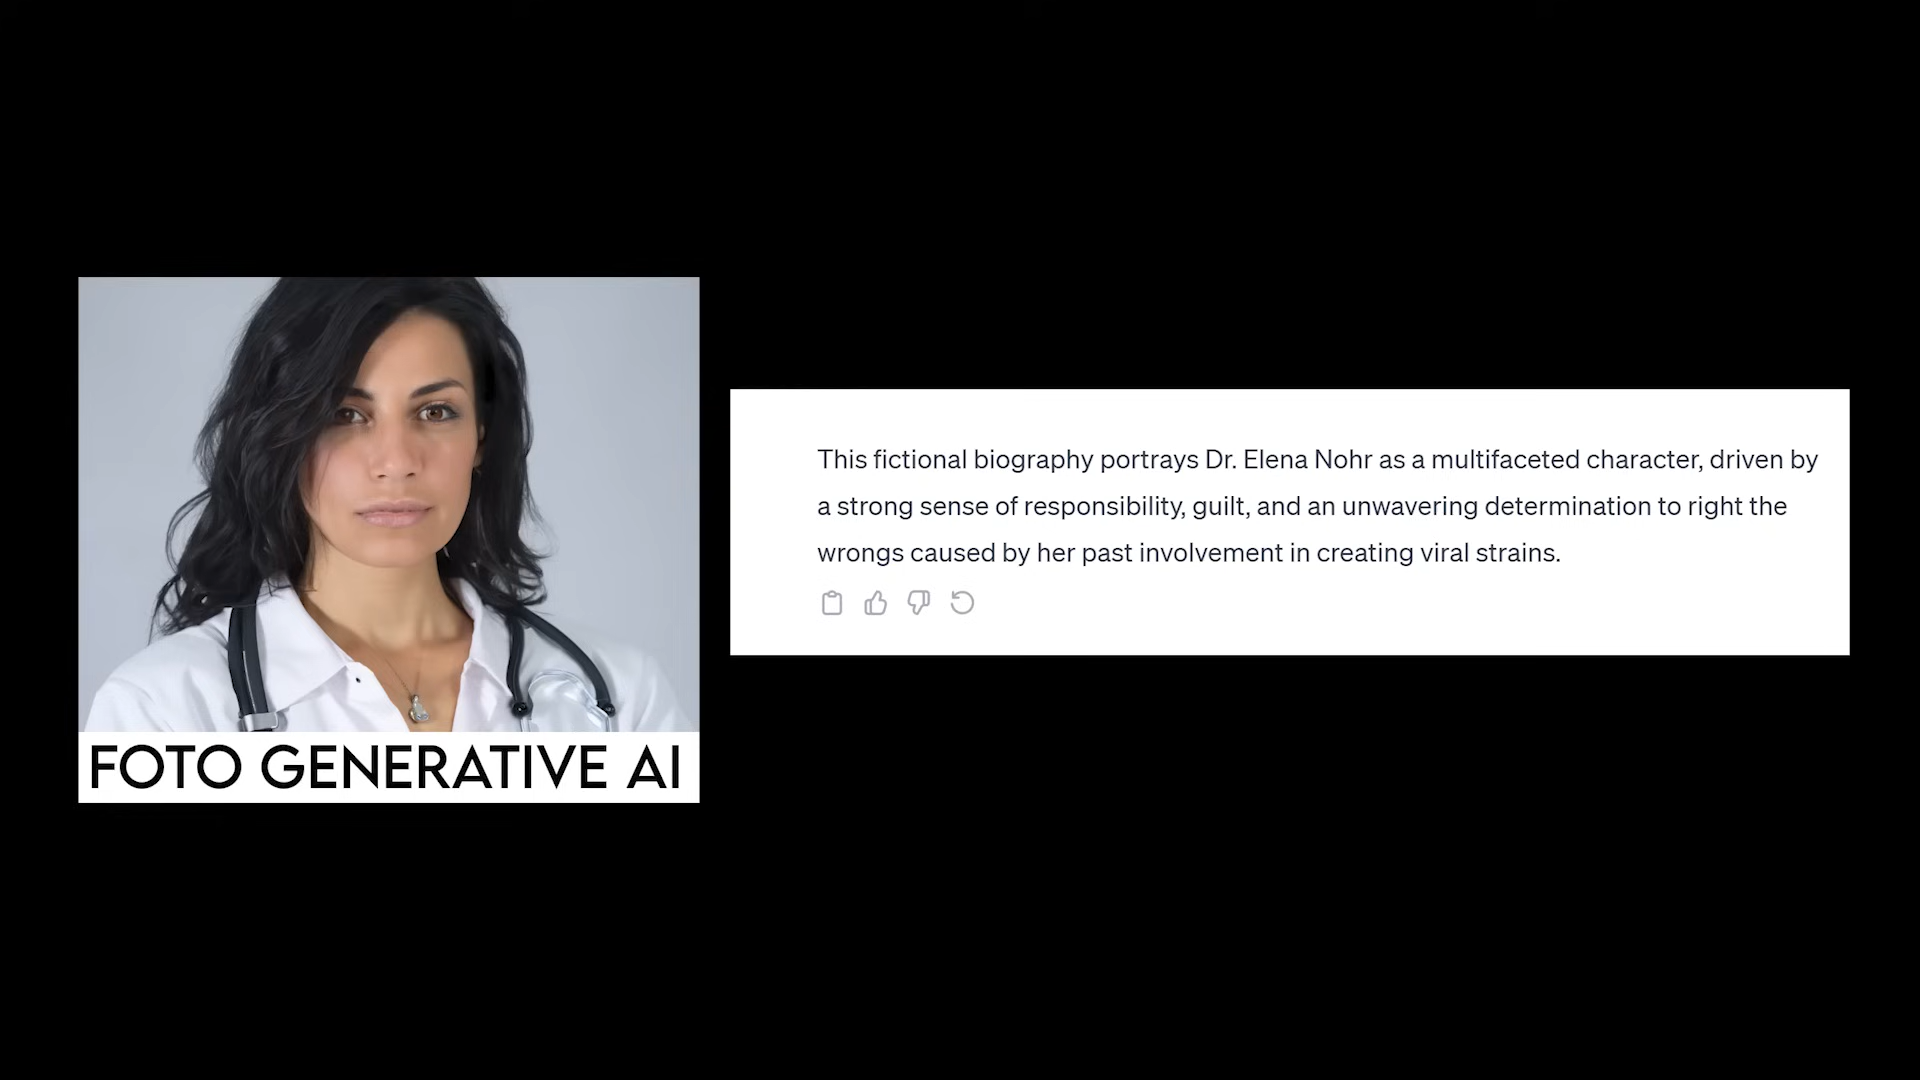 FOTO GENERATIVE AI
This fictional biography portrays Dr. Elena Nohr as a multifaceted character, driven by
a strong sense of responsibility, guilt, and an unwavering determination to right the
wrongs caused by her past involvement in creating viral strains.